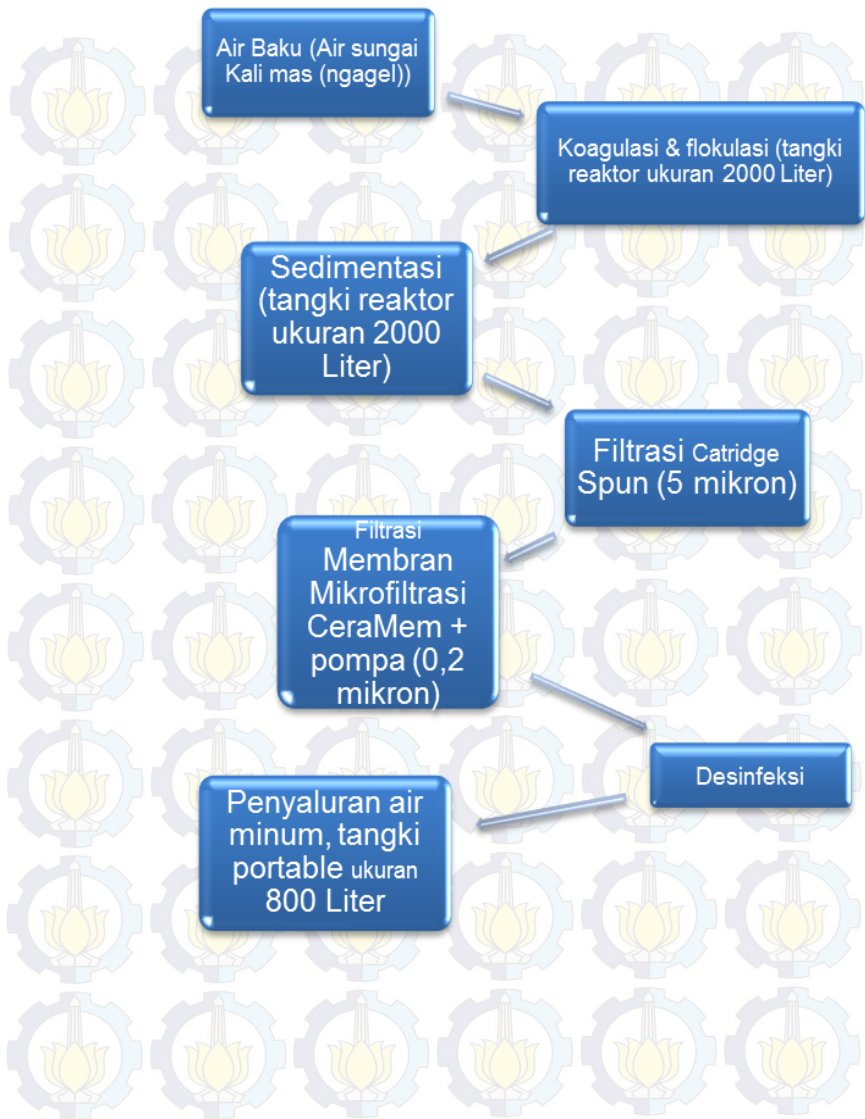 Air Baku (Air sungai
Kali mas (ngagel))
Koagulasi & flokulasi (tangki
reaktor ukuran 2000 Liter)
Sedimentasi
(tangki reaktor
ukuran 2000
Liter)
Filtrasi Catridge
Spun (5 mikron)
Filtrasi
Membran
Mikrofiltrasi
CeraMem +
pompa (0,2
mikron)
Desinfeksi
Penyaluran air
minum, tangki
portable ukuran
800 Liter